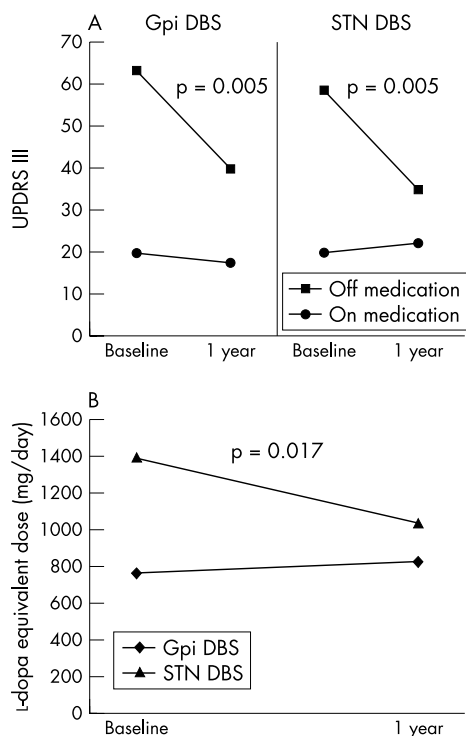 A
Gpi DBS
STN DBS
70
60
50
40
30
20
10
0
UPDRS III
p = 0.005
p = 0.005
Off medication
On medication
Baseline
1 year
Baseline
1 year
B
1600
1400
1200
1000
800
600
400
200
0
L-dopa equivalent dose (mg/day)
p = 0.017
Gpi DBS
STN DBS
Baseline
1 year